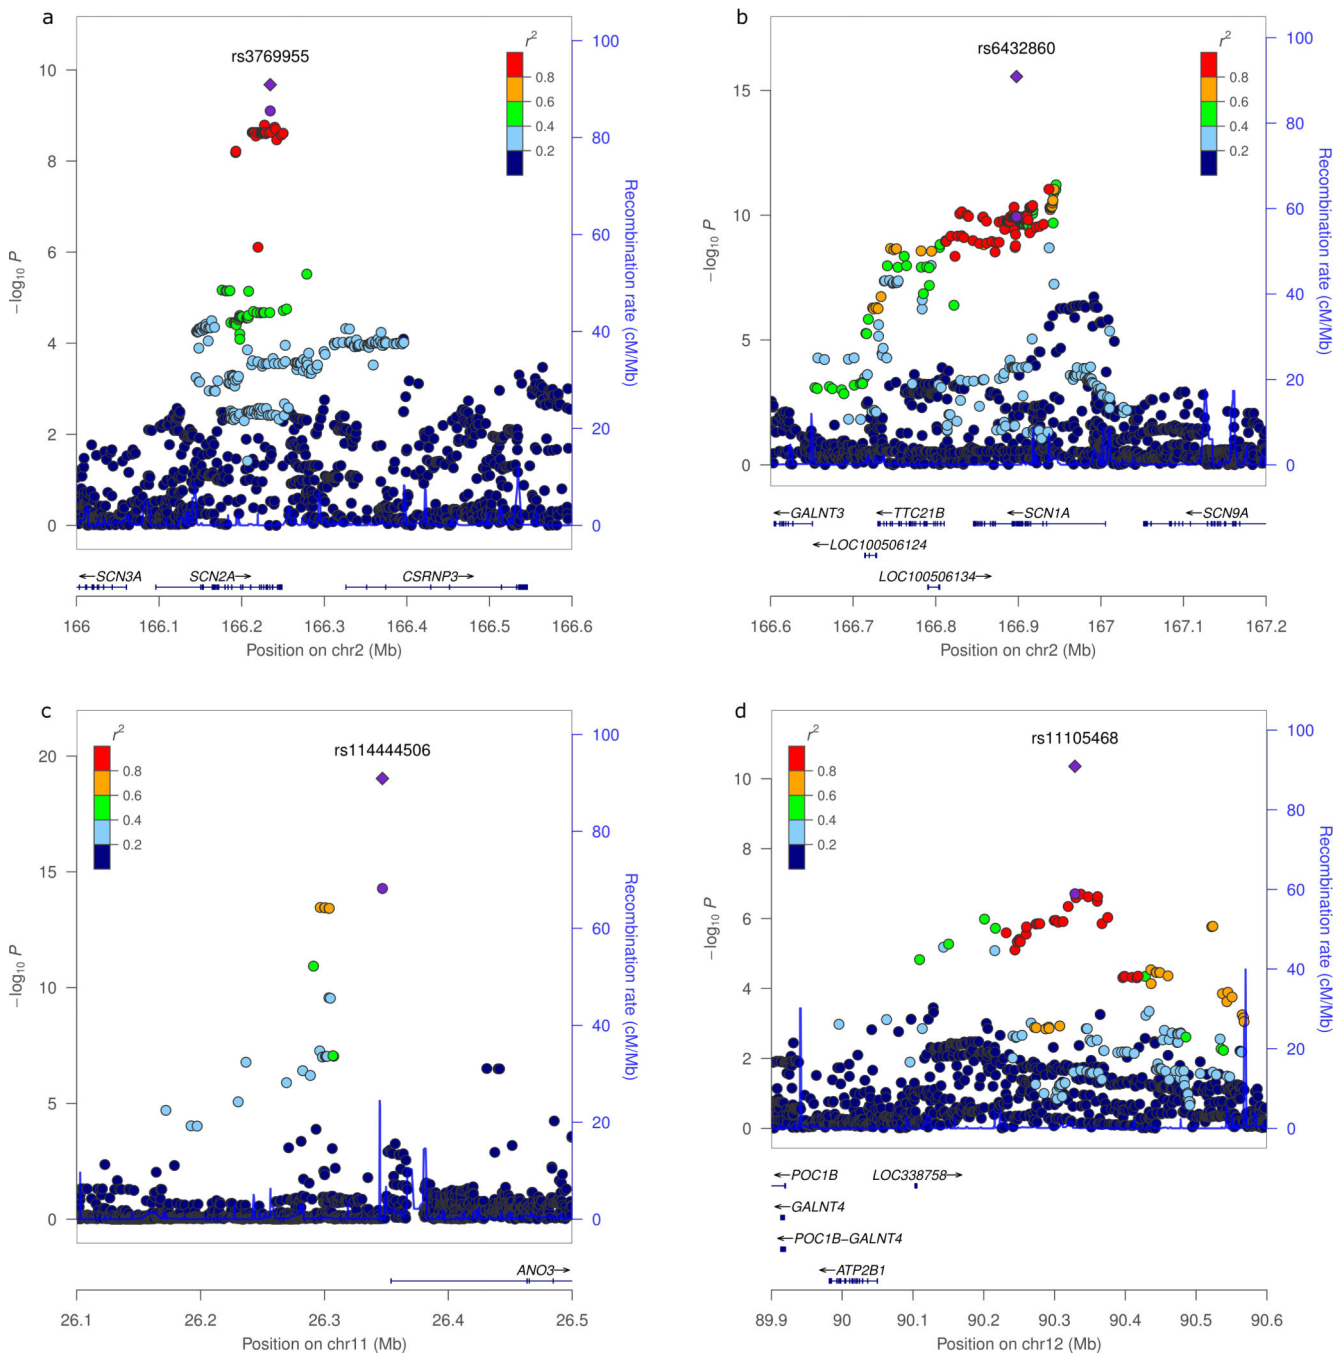 a
rs3769955
r2
0.8
0.6
0.4
0.2
10
8
6
4
2
0
−log10 P
100
80
60
40
20
0
Recombination rate (cM/Mb)
SCN3A
SCN2A
CSRNP3
166
166.1
166.2
166.3
166.4
166.5
166.6
Position on chr2 (Mb)
b
rs6432860
r2
0.8
0.6
0.4
0.2
15
10
5
0
−log10 P
100
80
60
40
20
0
Recombination rate (cM/Mb)
GALNT3
TTC21B
SCN1A
SCN9A
LOC100506124
LOC100506134
166.6
166.7
166.8
166.9
167
167.1
167.2
Position on chr2 (Mb)
c
rs114444506
r2
0.8
0.6
0.4
0.2
20
15
10
5
0
−log10 P
100
80
60
40
20
0
Recombination rate (cM/Mb)
ANO3
26.1
26.2
26.3
26.4
26.5
Position on chr11 (Mb)
d
rs11105468
r2
0.8
0.6
0.4
0.2
10
8
6
4
2
0
−log10 P
100
80
60
40
20
0
Recombination rate (cM/Mb)
POC1B
LOC338758
GALNT4
POC1B−GALNT4
ATP2B1
89.9
90
90.1
90.2
90.3
90.4
90.5
90.6
Position on chr12 (Mb)